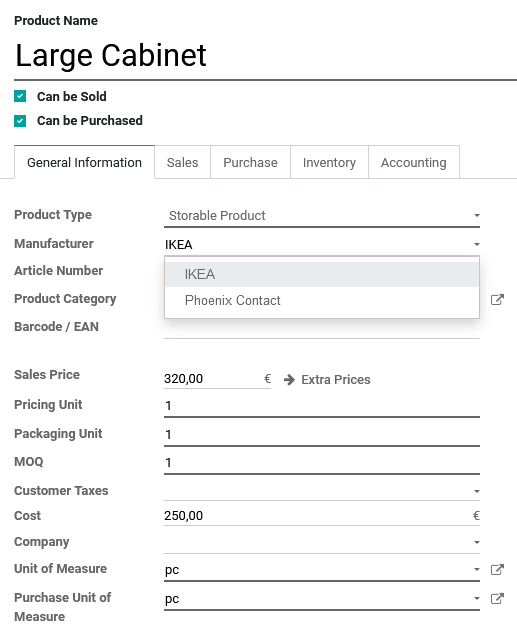 Product Name
Large Cabinet
Can be Sold
Can be Purchased
General Information Sales Purchase Inventory Accounting
Product Type Storable Product
Manufacturer IKEA
Article Number IKEA
Product Category Phoenix Contact
Barcode / EAN
Sales Price 320,00 € Extra Prices
Pricing Unit 1
Packaging Unit 1
MOQ 1
Customer Taxes
Cost 250,00 €
Company
Unit of Measure pc
Purchase Unit of pc
Measure